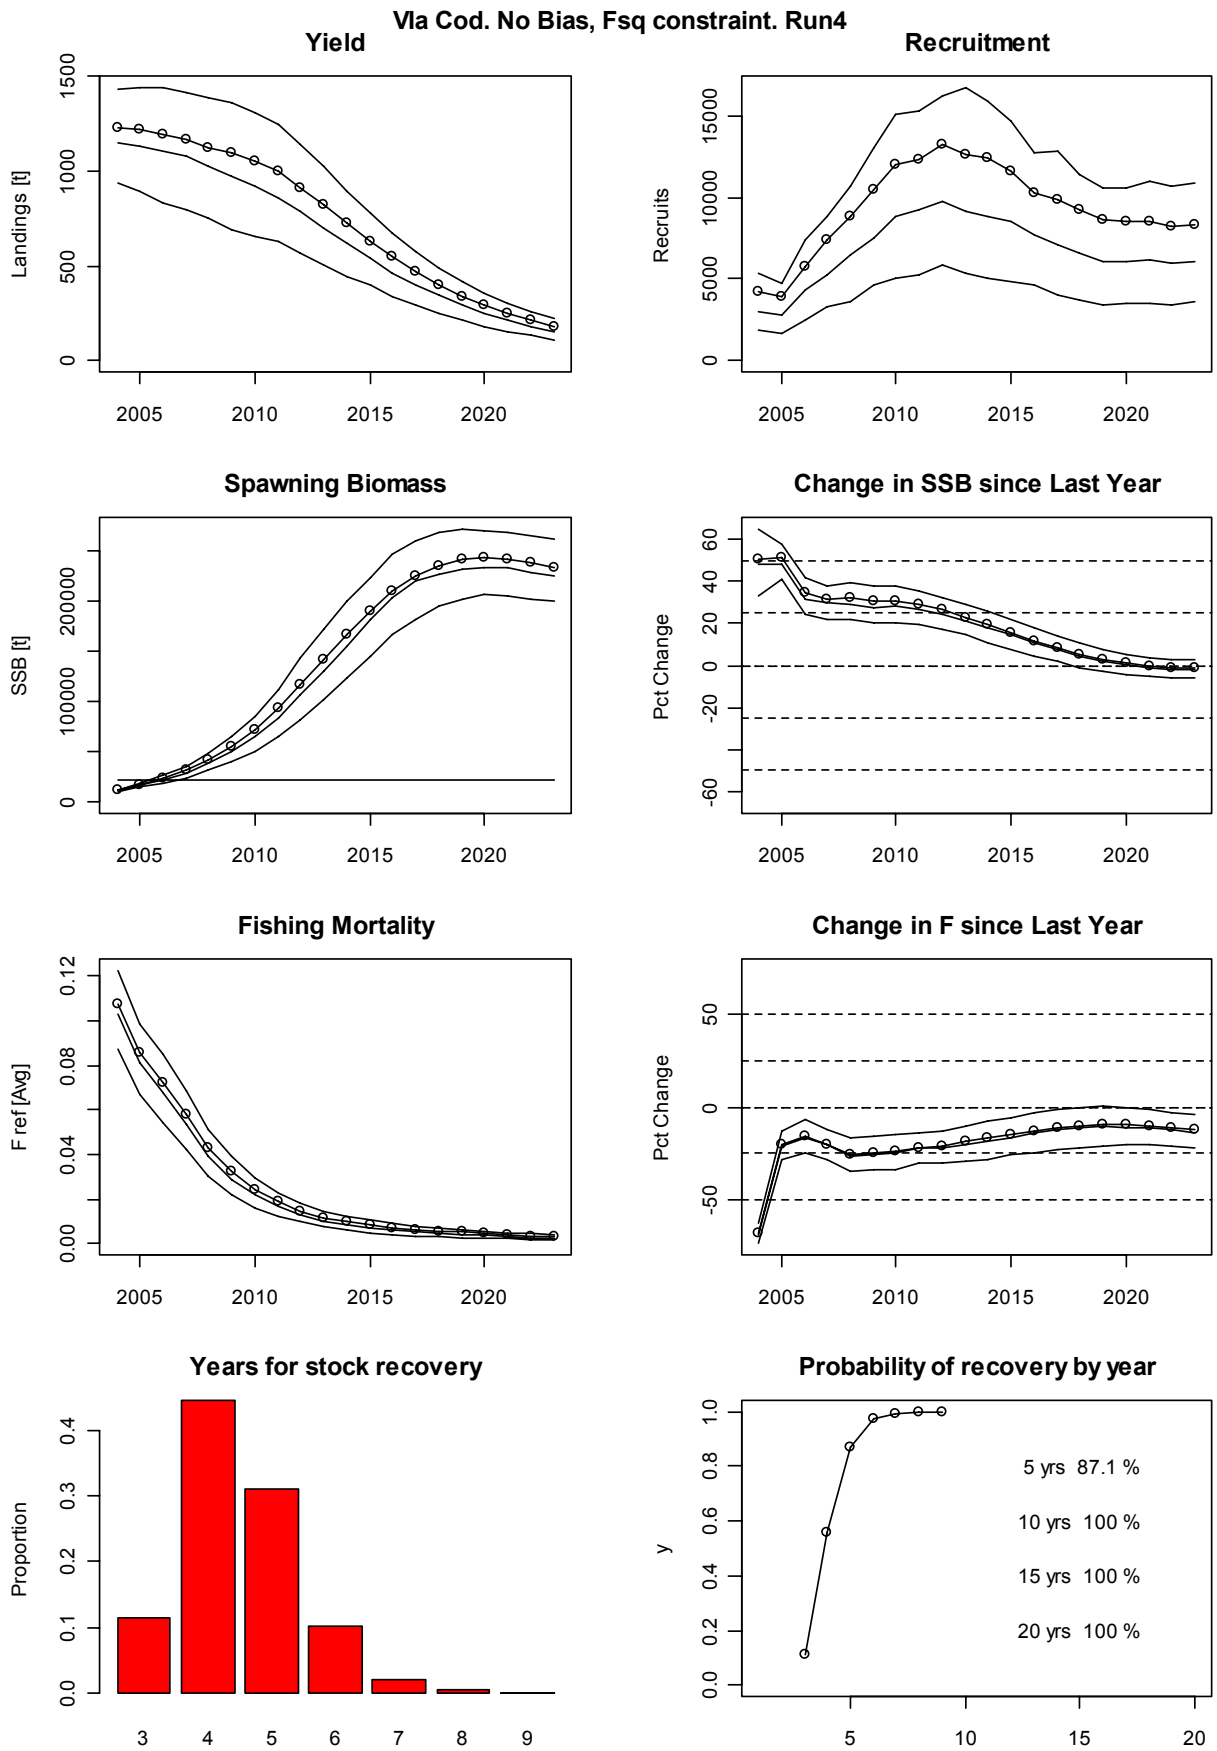 VIa Cod. No Bias, Fsq constraint. Run4
Yield
Landings [t]
1500
1000
500
0
2005 2010 2015 2020
Recruitment
Recruits
15000
10000
5000
0
2005 2010 2015 2020
Spawning Biomass
SSB [t]
200000
100000
0
2005 2010 2015 2020
Change in SSB since Last Year
Pct Change
60
40
20
0
-20
-60
2005 2010 2015 2020
Fishing Mortality
F ref [Avg]
0.12
0.08
0.04
0.00
2005 2010 2015 2020
Change in F since Last Year
Pct Change
50
0
-50
2005 2010 2015 2020
Years for stock recovery
Proportion
0.4
0.3
0.2
0.1
0.0
3 4 5 6 7 8 9
Probability of recovery by year
y
1.0
0.8
0.6
0.4
0.2
0.0
5 yrs 87.1 %
10 yrs 100 %
15 yrs 100 %
20 yrs 100 %
5 10 15 20